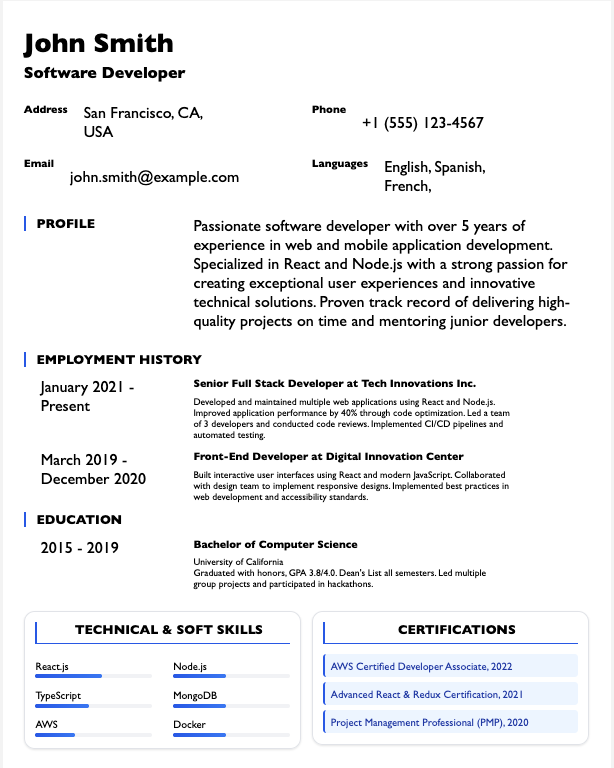 John Smith
Software Developer
Address
San Francisco, CA,
USA
Phone
+1 (555) 123-4567
Email
john.smith@example.com
Languages
English, Spanish,
French,
PROFILE
Passionate software developer with over 5 years of
experience in web and mobile application development.
Specialized in React and Node.js with a strong passion for
creating exceptional user experiences and innovative
technical solutions. Proven track record of delivering high-
quality projects on time and mentoring junior developers.
EMPLOYMENT HISTORY
January 2021 -
Present
Senior Full Stack Developer at Tech Innovations Inc.
Developed and maintained multiple web applications using React and Node.js.
Improved application performance by 40% through code optimization. Led a team
of 3 developers and conducted code reviews. Implemented CI/CD pipelines and
automated testing.
March 2019 -
December 2020
Front-End Developer at Digital Innovation Center
Built interactive user interfaces using React and modern JavaScript. Collaborated
with design team to implement responsive designs. Implemented best practices in
web development and accessibility standards.
EDUCATION
2015 - 2019
Bachelor of Computer Science
University of California
Graduated with honors, GPA 3.8/4.0. Dean's List all semesters. Led multiple
group projects and participated in hackathons.
TECHNICAL & SOFT SKILLS
React.js
Node.js
TypeScript
MongoDB
AWS
Docker
CERTIFICATIONS
AWS Certified Developer Associate, 2022
Advanced React & Redux Certification, 2021
Project Management Professional (PMP), 2020